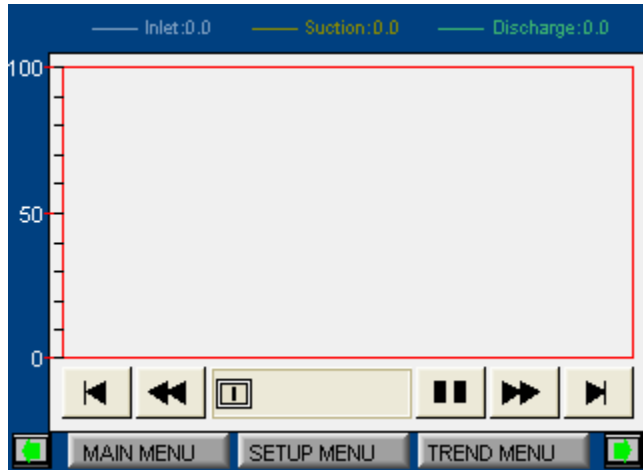 Inlet:0.0 Suction:0.0 Discharge:0.0
100
50
0
MAIN MENU SETUP MENU TREND MENU